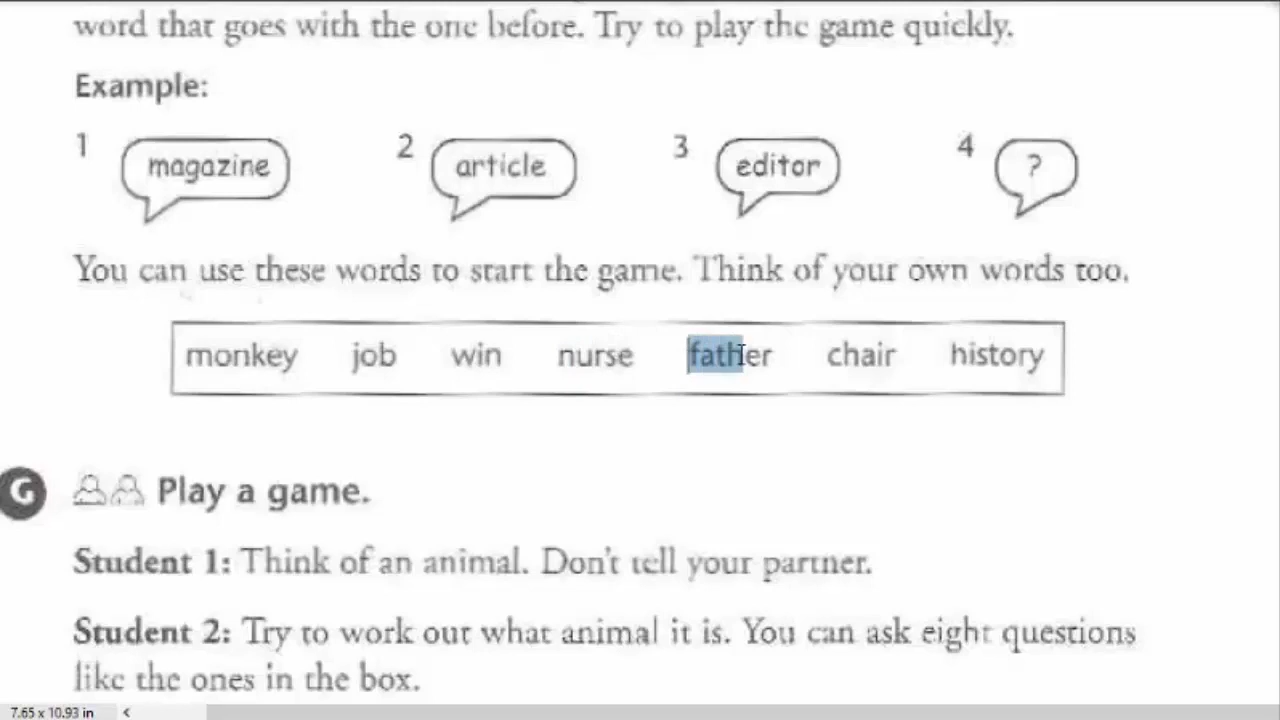 word that goes with the one before. Try to play the game quickly.
Example:
1 magazine 2 article 3 editor 4 ?
You can use these words to start the game. Think of your own words too.
monkey job win nurse father chair history
G Play a game.
Student 1: Think of an animal. Don't tell your partner.
Student 2: Try to work out what animal it is. You can ask eight questions
like the ones in the box.
7.65 x 10.93 in <